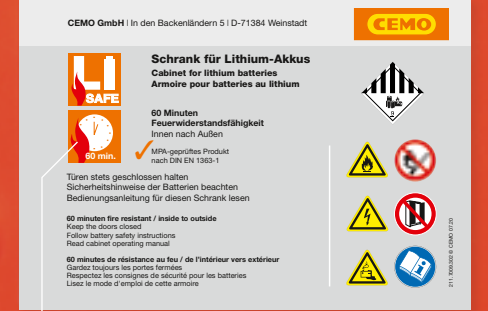 CEMO GmbH | In den Backenländern 5 | D-71384 Weinstadt
CEMO
LI
SAFE
Schrank für Lithium-Akkus
Cabinet for lithium batteries
Armoire pour batteries au lithium
60 min.
60 Minuten
Feuerwiderstandsfähigkeit
Innen nach Außen
MPA-geprüftes Produkt
nach DIN EN 1363-1
9
Türen stets geschlossen halten
Sicherheitshinweise der Batterien beachten
Bedienungsanleitung für diesen Schrank lesen
60 minuten fire resistant / inside to outside
Keep the doors closed
Follow battery safety instructions
Read cabinet operating manual
60 minutes de résistance au feu / de l'intérieur vers extérieur
Gardez toujours les portes fermées
Respectez les consignes de sécurité pour les batteries
Lisez le mode d'emploi de cette armoire